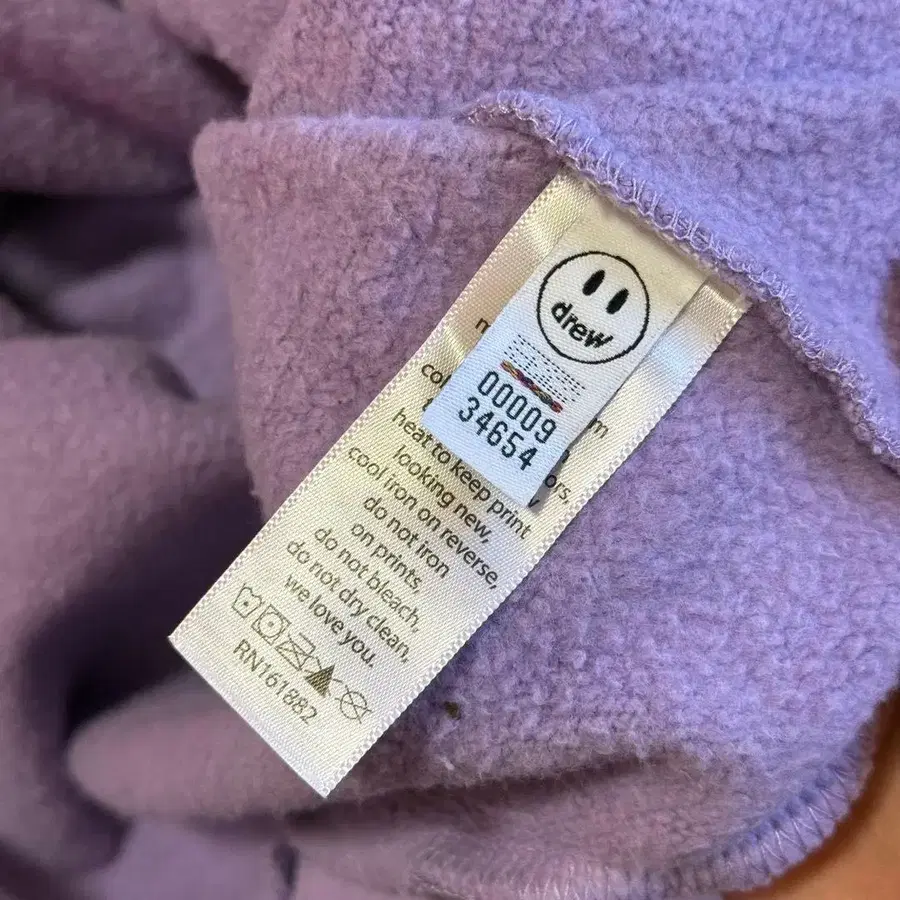 drew
00009
34654
heat to keep print
looking new,
cool iron on reverse,
do not iron
on prints,
do not bleach,
do not dry clean,
we love you.
RN161882